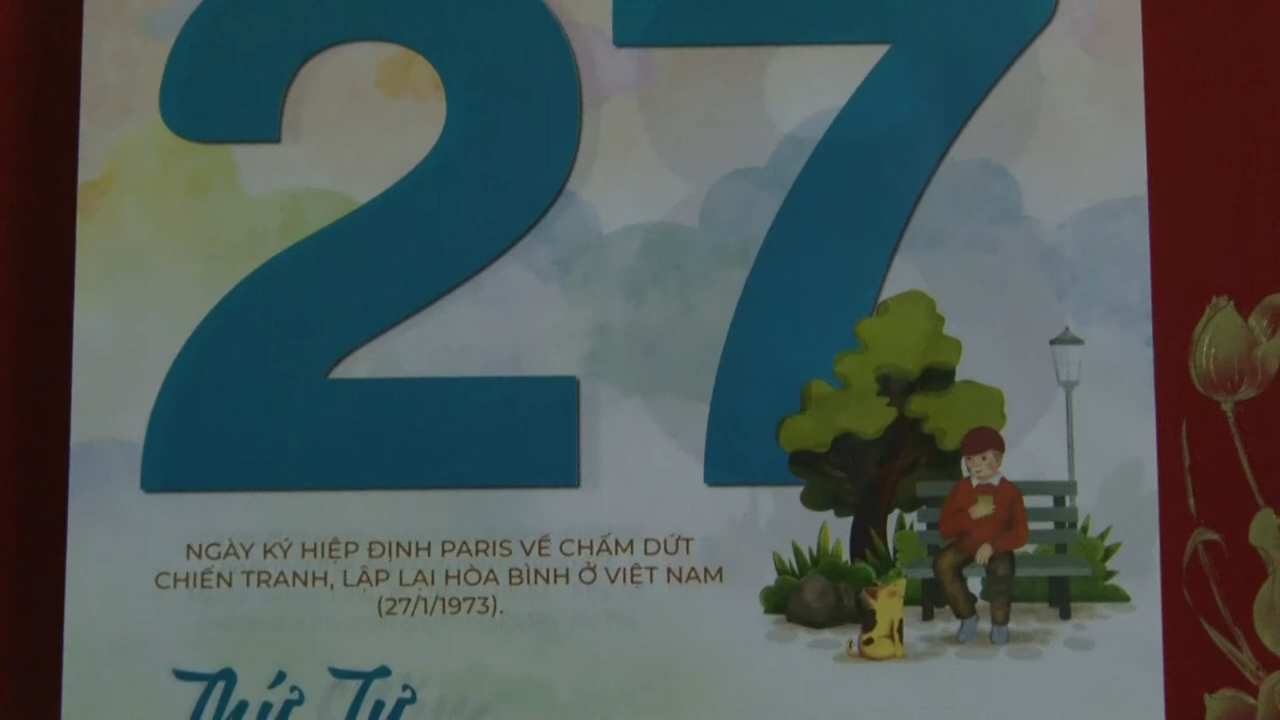 27
NGÀY KÝ HIỆP ĐỊNH PARIS VỀ CHẤM DỨT
CHIẾN TRANH, LẬP LẠI HÒA BÌNH Ở VIỆT NAM
(27/1/1973).
Thứ Tư